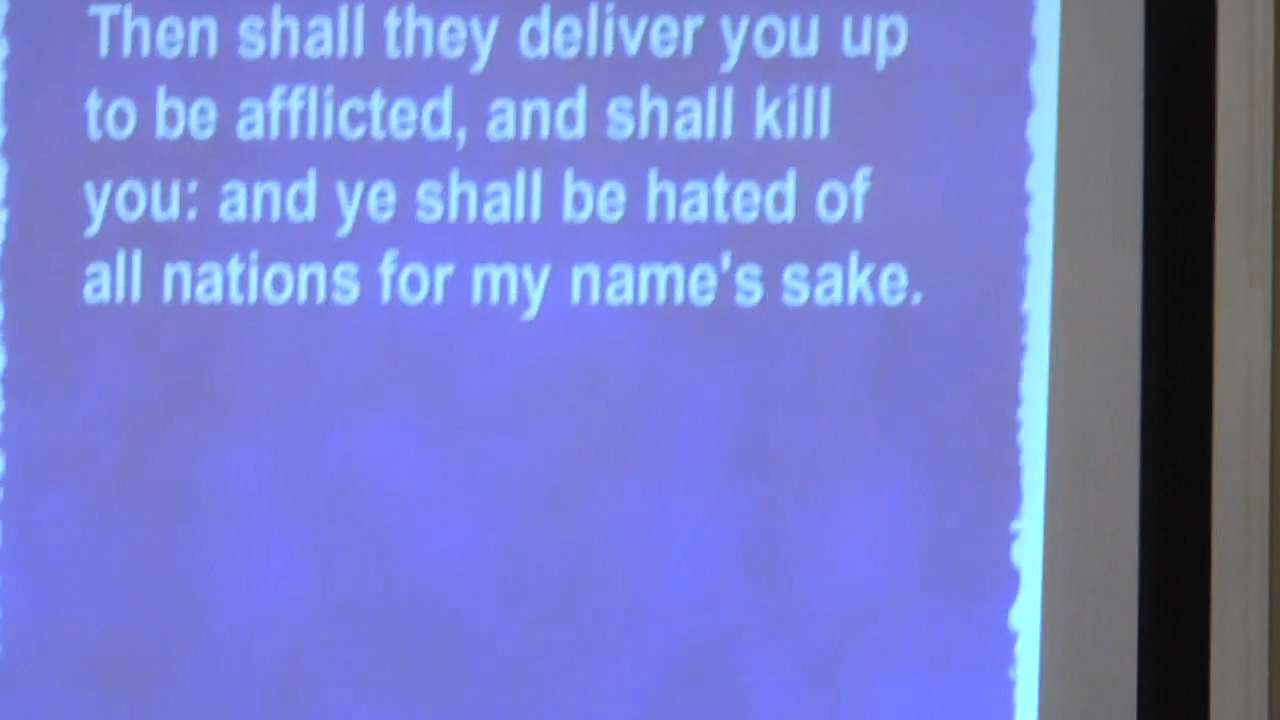 Then shall they deliver you up
to be afflicted, and shall kill
you: and ye shall be hated of
all nations for my name's sake.